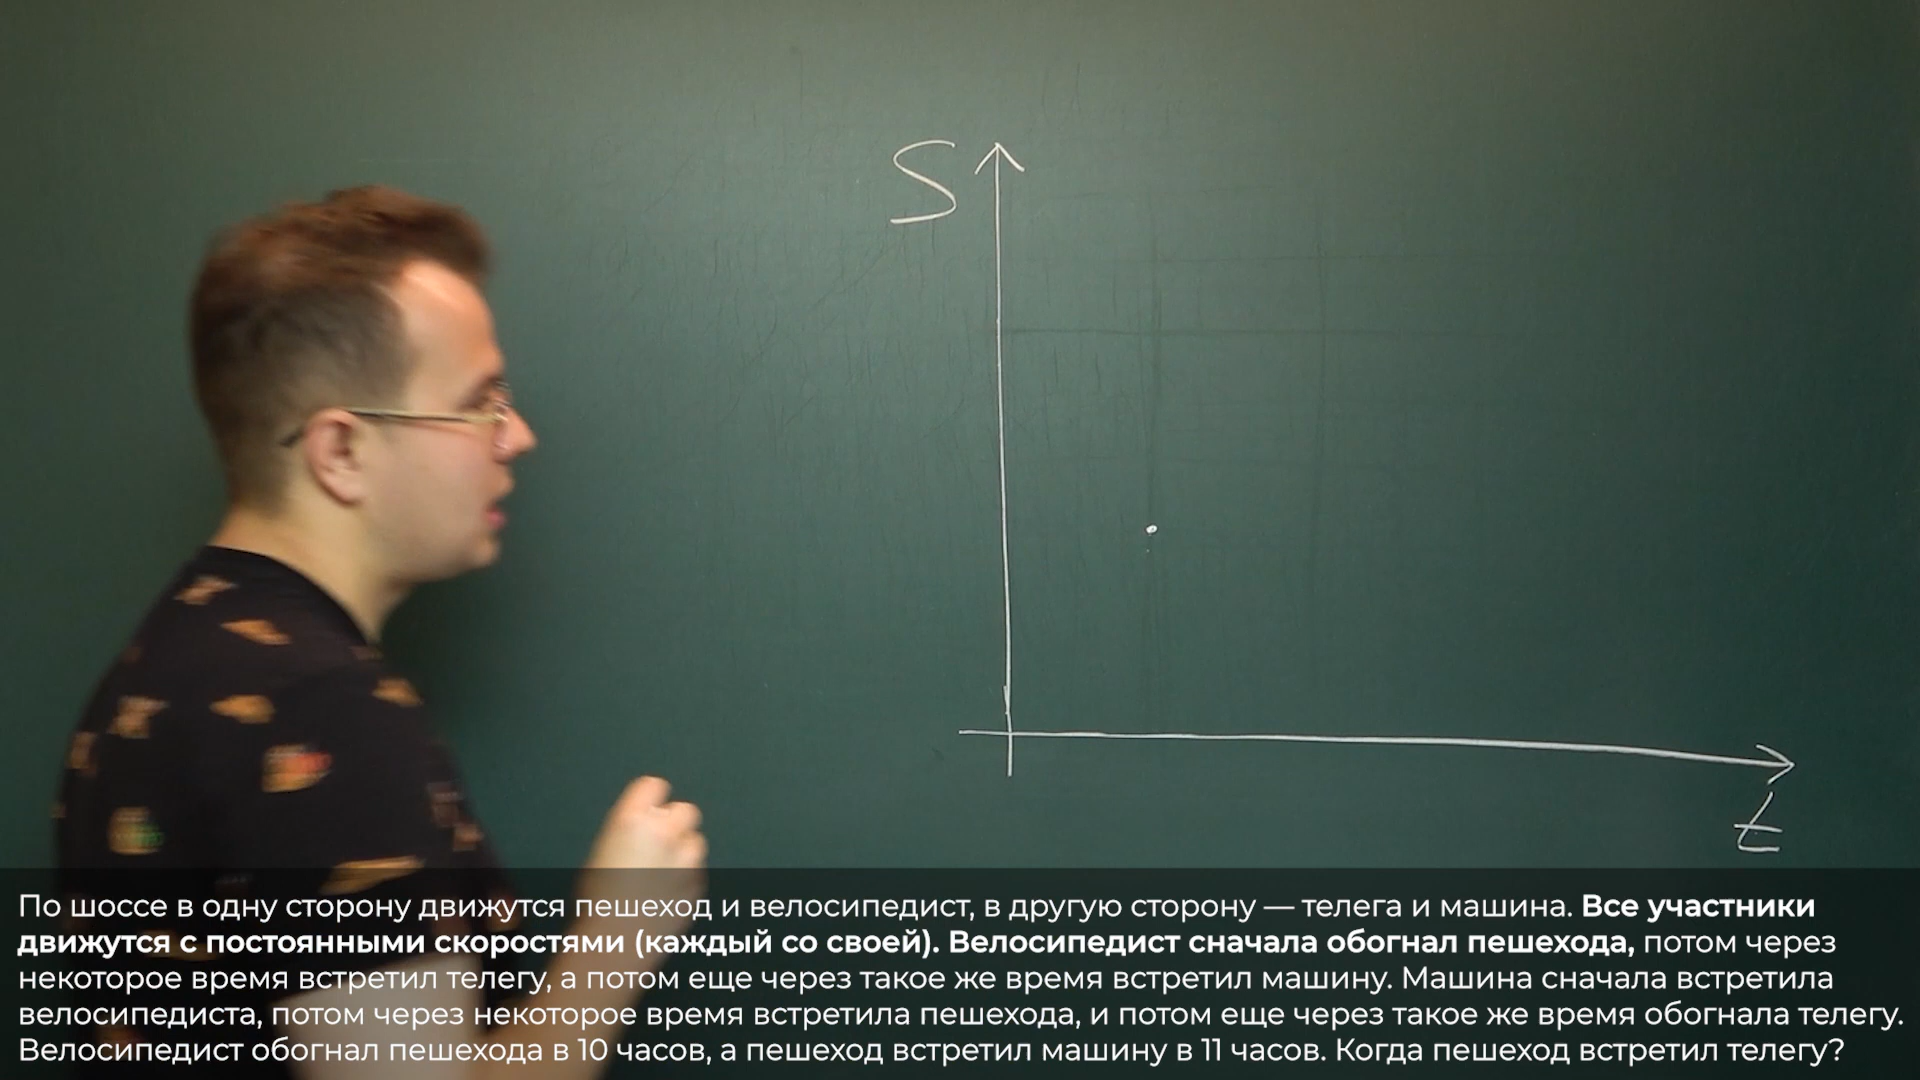 S
t
По шоссе в одну сторону движутся пешеход и велосипедист, в другую сторону — телега и машина. Все участники
движутся с постоянными скоростями (каждый со своей). Велосипедист сначала обогнал пешехода, потом через
некоторое время встретил телегу, а потом еще через такое же время встретил машину. Машина сначала встретила
велосипедиста, потом через некоторое время встретила пешехода, и потом еще через такое же время обогнала телегу.
Велосипедист обогнал пешехода в 10 часов, а пешеход встретил машину в 11 часов. Когда пешеход встретил телегу?